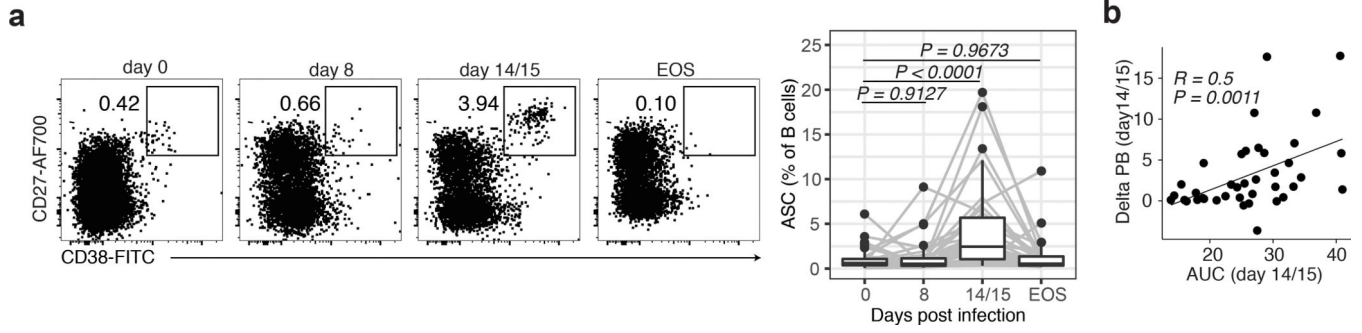 a
day 0
day 8
day 14/15
EOS
0.42
0.66
3.94
0.10
CD27-AF700
CD38-FITC
25
20
15
10
5
0
ASC (% of B cells)
P = 0.9673
P < 0.0001
P = 0.9127
0
8
14/15
EOS
Days post infection
b
R = 0.5
P = 0.0011
15
10
5
0
Delta PB (day14/15)
20
30
40
AUC (day 14/15)